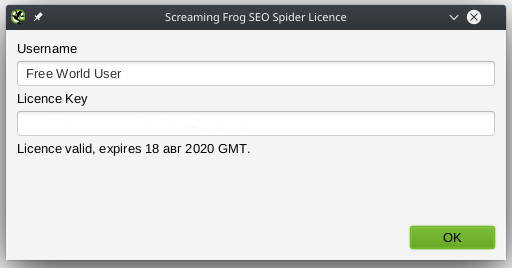 Screaming Frog SEO Spider Licence
Username
Free World User
Licence Key
Licence valid, expires 18 авг 2020 GMT.
OK